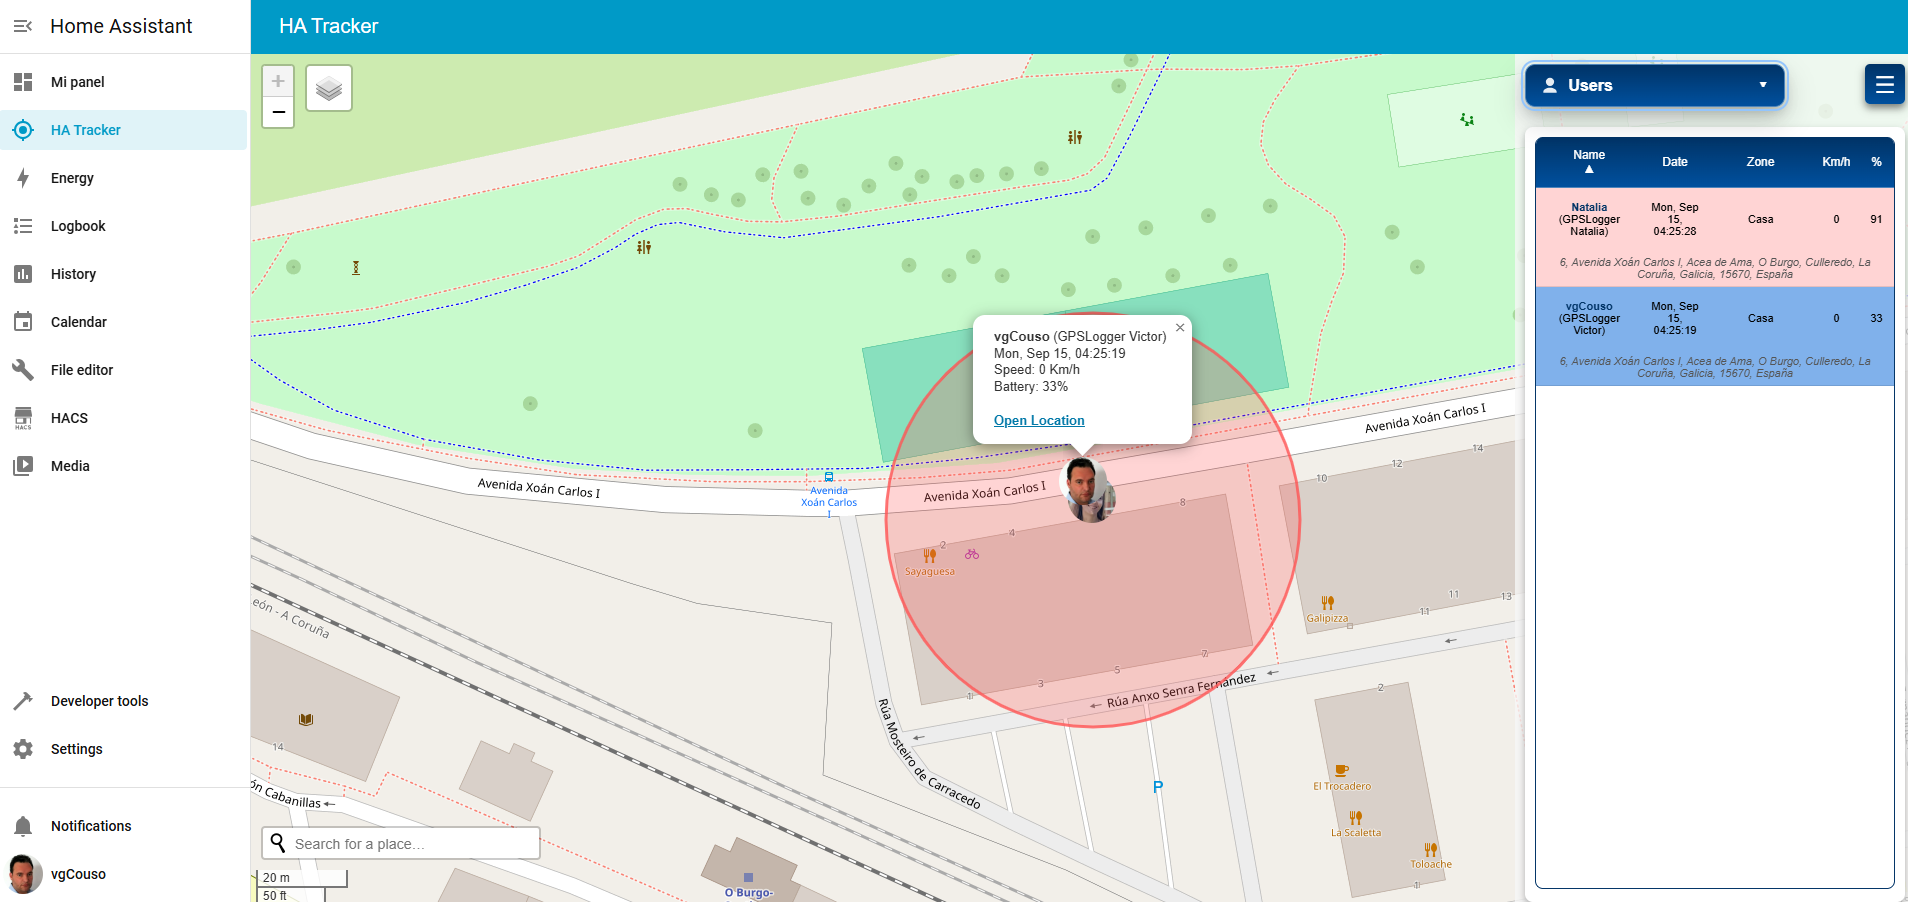 Home Assistant
HA Tracker
Mi panel
HA Tracker
Energy
Logbook
History
Calendar
File editor
HACS
HACS
Media
Developer tools
Settings
Notifications
vgCouso
+
−
Users
Name ▲
Date
Zone
Km/h
%
Natalia
(GPSLogger
Natalia)
Mon, Sep
15,
04:25:28
Casa
0
91
6, Avenida Xoán Carlos I, Acea de Ama, O Burgo, Culleredo, La
Coruña, Galicia, 15670, España
vgCouso
(GPSLogger
Victor)
Mon, Sep
15,
04:25:19
Casa
0
33
6, Avenida Xoán Carlos I, Acea de Ama, O Burgo, Culleredo, La
Coruña, Galicia, 15670, España
vgCouso (GPSLogger Victor)
×
Mon, Sep 15, 04:25:19
Speed: 0 Km/h
Battery: 33%
Open Location
Avenida Xoán Carlos I
Avenida Xoán Carlos I
Avenida
Xoán Carlos
I
Avenida Xoán Carlos I
14
12
10
8
4
2
Sayaguesa
Galipizza
11
11
13
7
5
3
1
Rúa Anxo Senra Fernández
Rúa Mosteiro de Carracedo
eón - A Coruña
14
ón Cabanillas
P
2
El Trocadero
La Scaletta
Toloache
1
O Burgo-
Search for a place...
20 m
50 ft